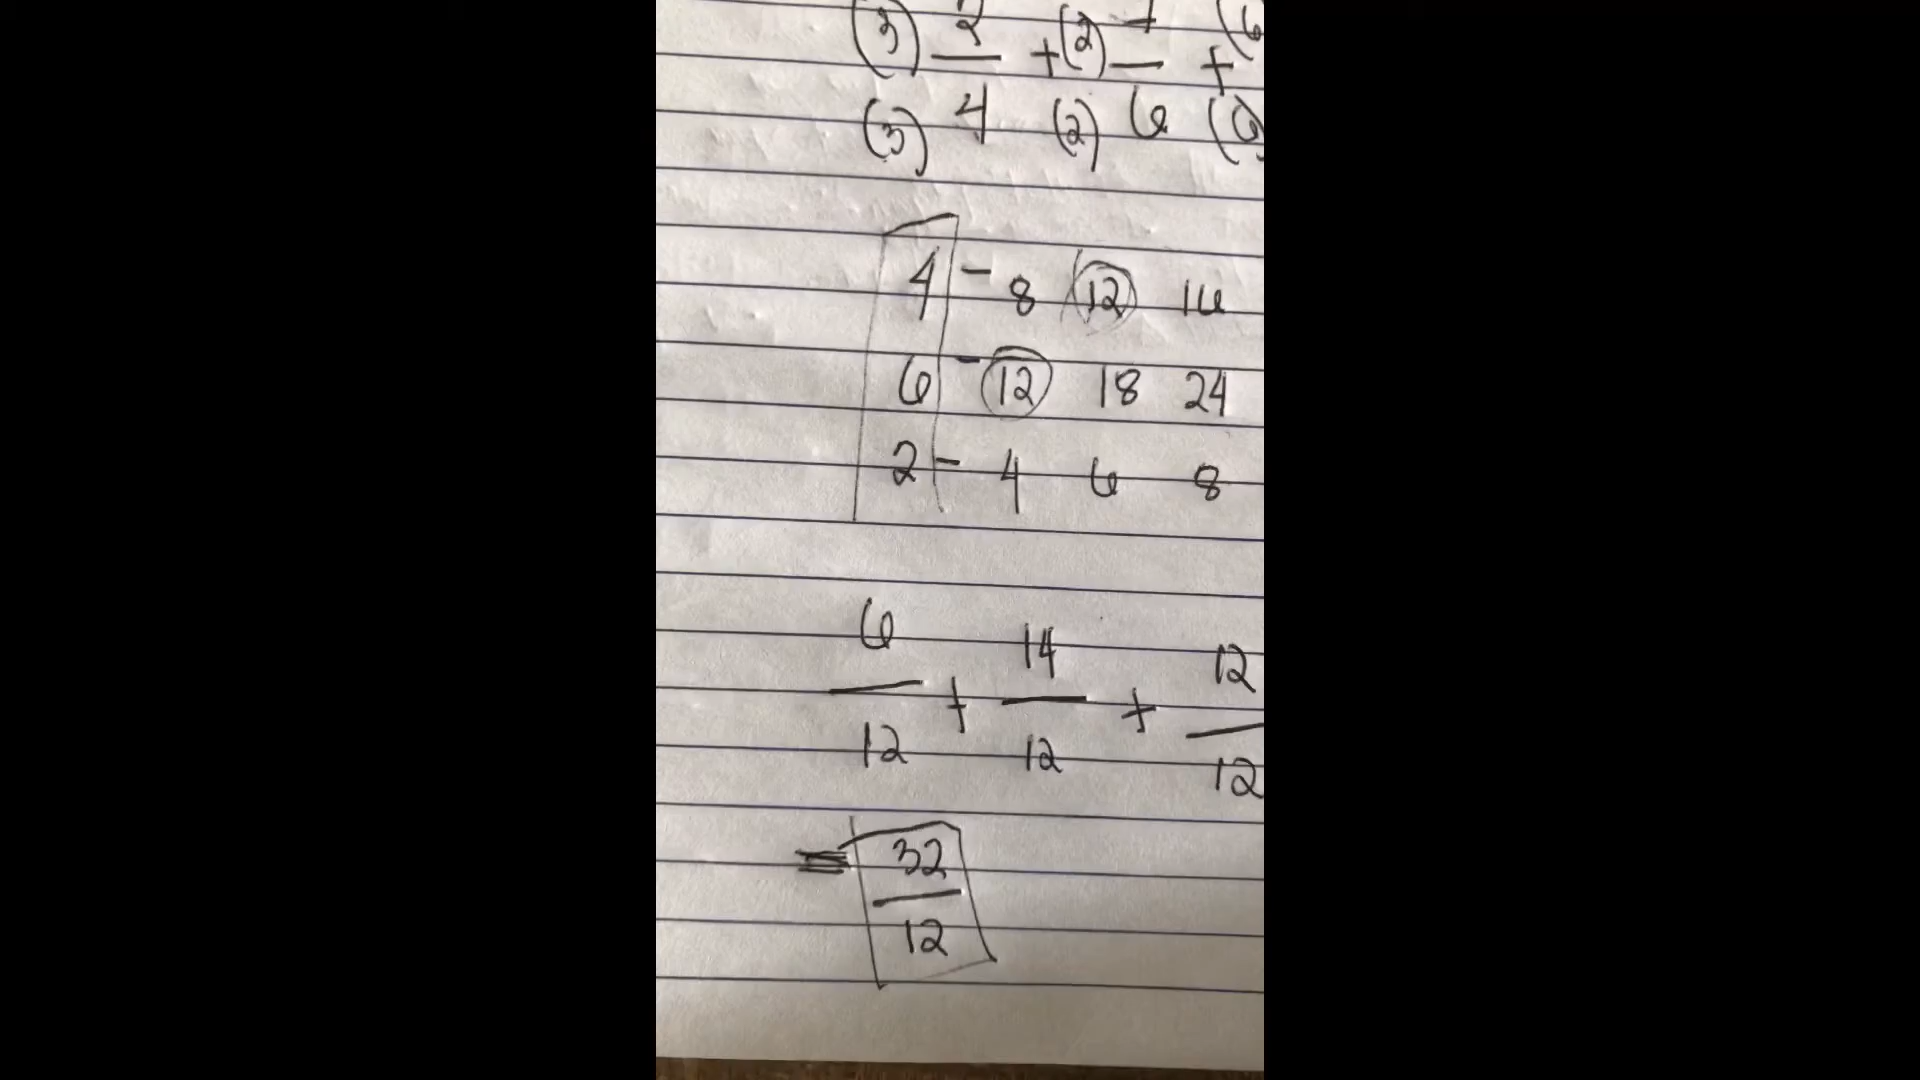 (3) 2 +(2) 7 + (6
(3) 4 (2) 6 (6)
4 - 8 12 16
6 - 12 18 24
2 - 4 6 8
6 14 12
+ +
12 12 12
= 32
12